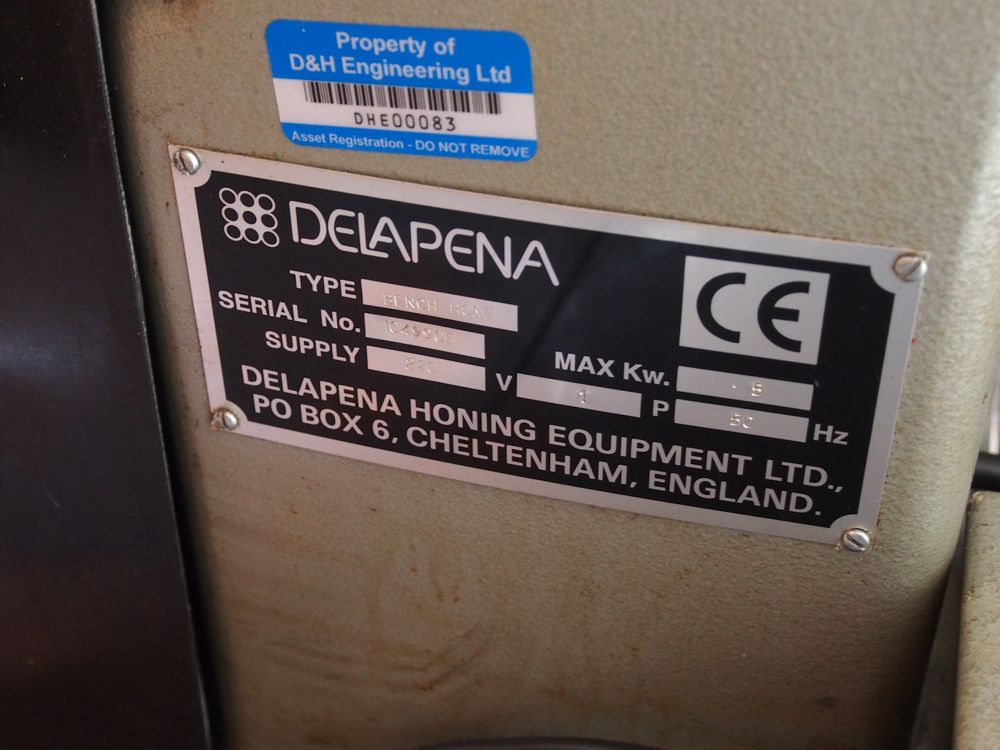 Property of
D&H Engineering Ltd
DHE00083
Asset Registration - DO NOT REMOVE
DELAPENA
CE
TYPE BENCH HONE
SERIAL No.
SUPPLY V 1 P 50 Hz
MAX Kw. .5
DELAPENA HONING EQUIPMENT LTD.,
PO BOX 6, CHELTENHAM, ENGLAND.